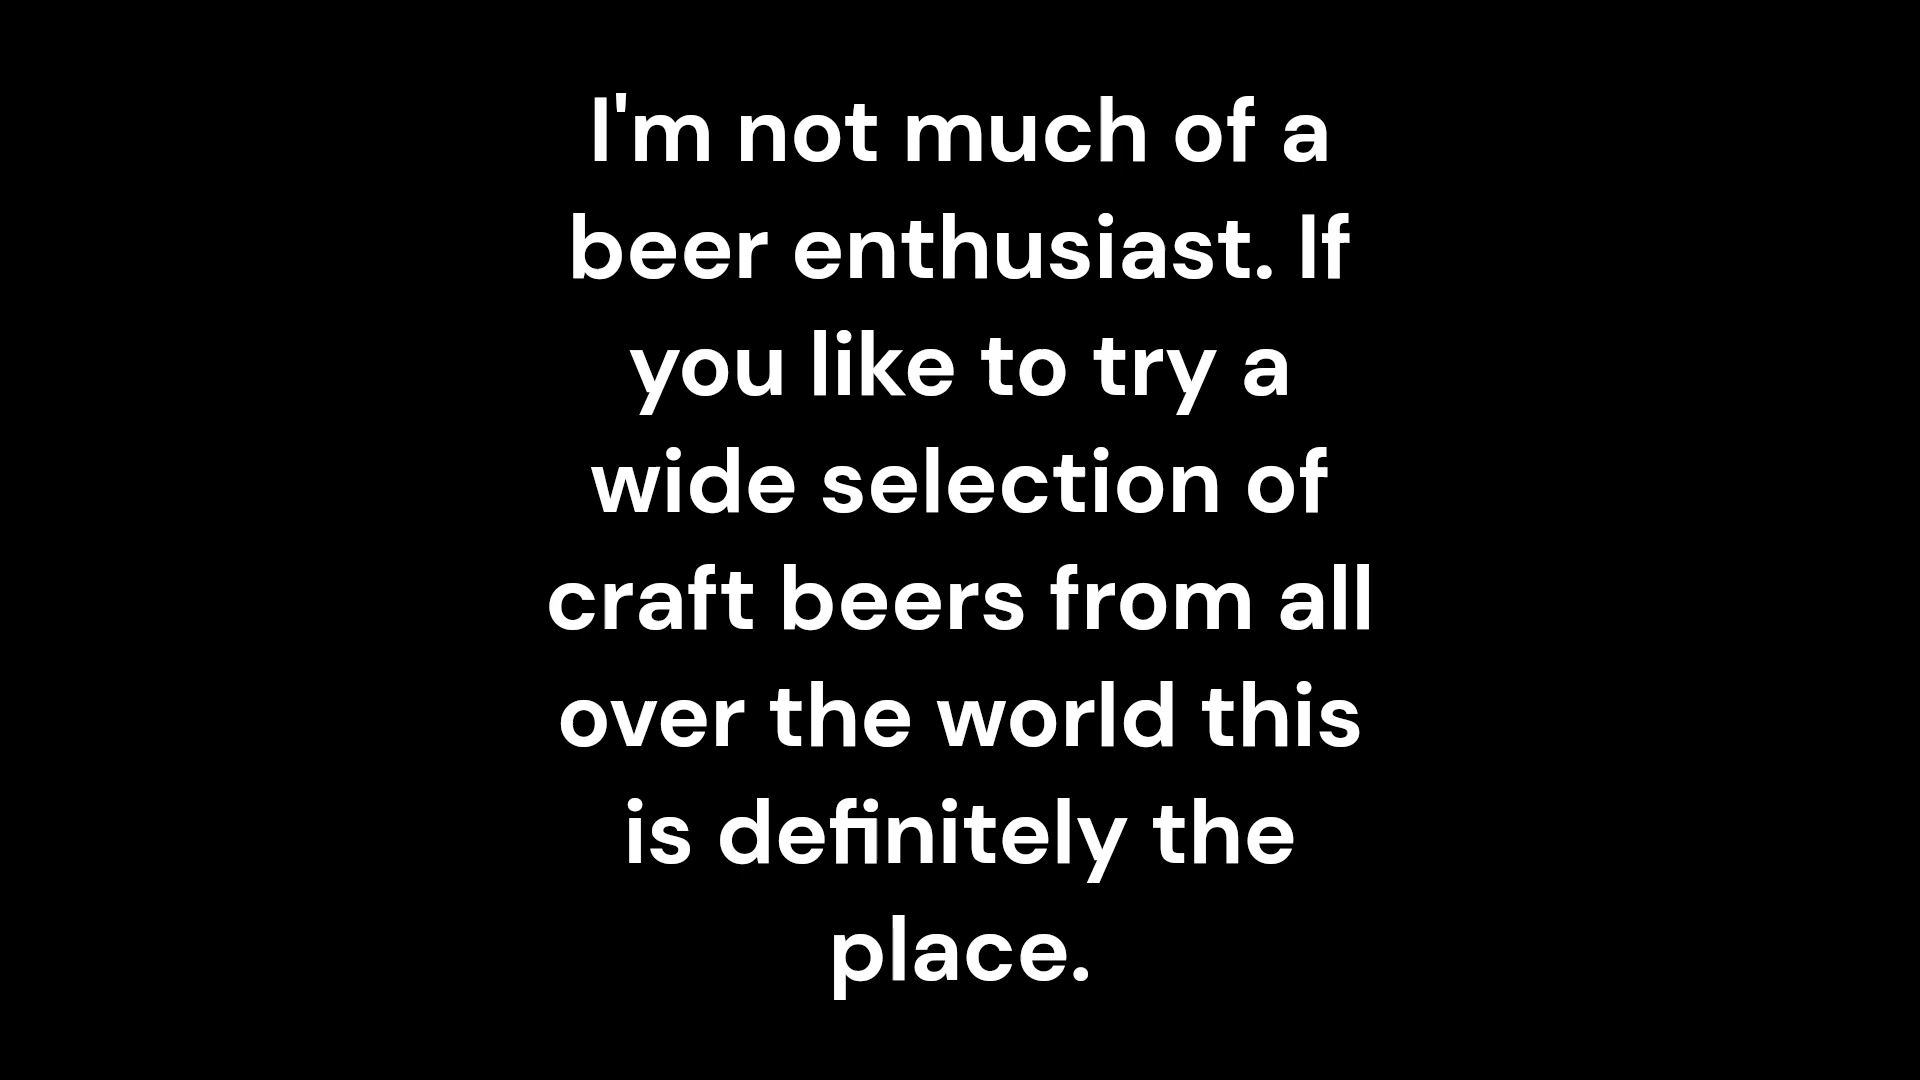 I'm not much of a
beer enthusiast. If
you like to try a
wide selection of
craft beers from all
over the world this
is definitely the
place.